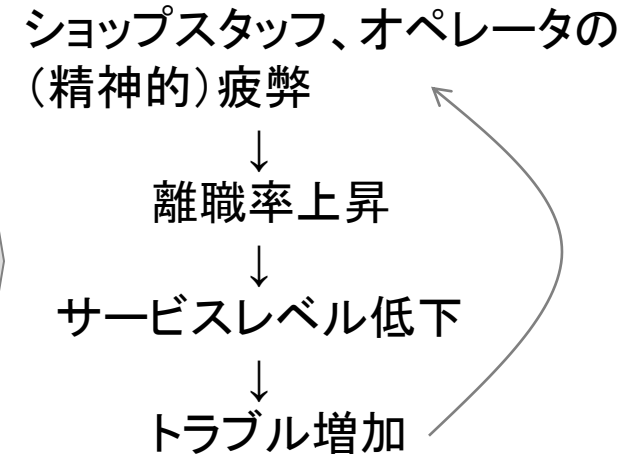 ショップスタッフ、オペレータの
（精神的）疲弊
↓
離職率上昇
↓
サービスレベル低下
↓
トラブル増加